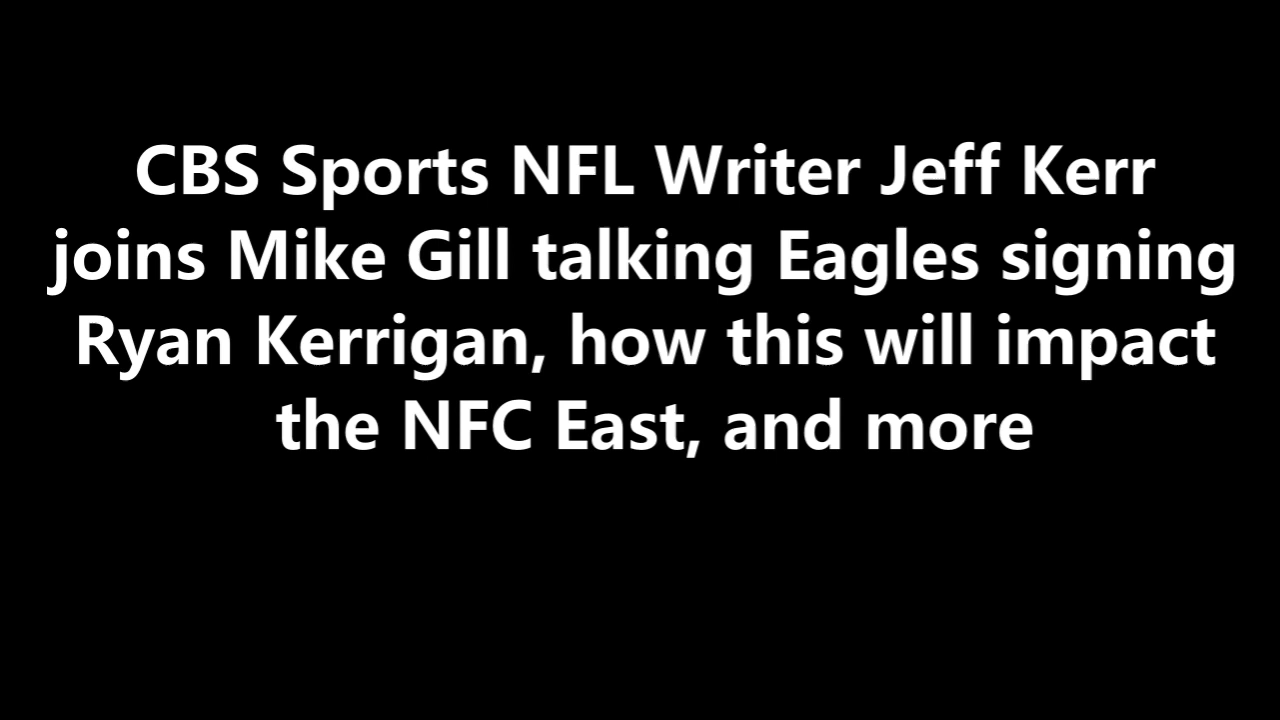 CBS Sports NFL Writer Jeff Kerr
joins Mike Gill talking Eagles signing
Ryan Kerrigan, how this will impact
the NFC East, and more